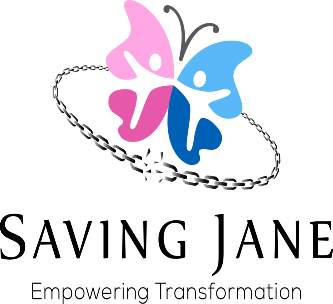 SAVING JANE
Empowering Transformation